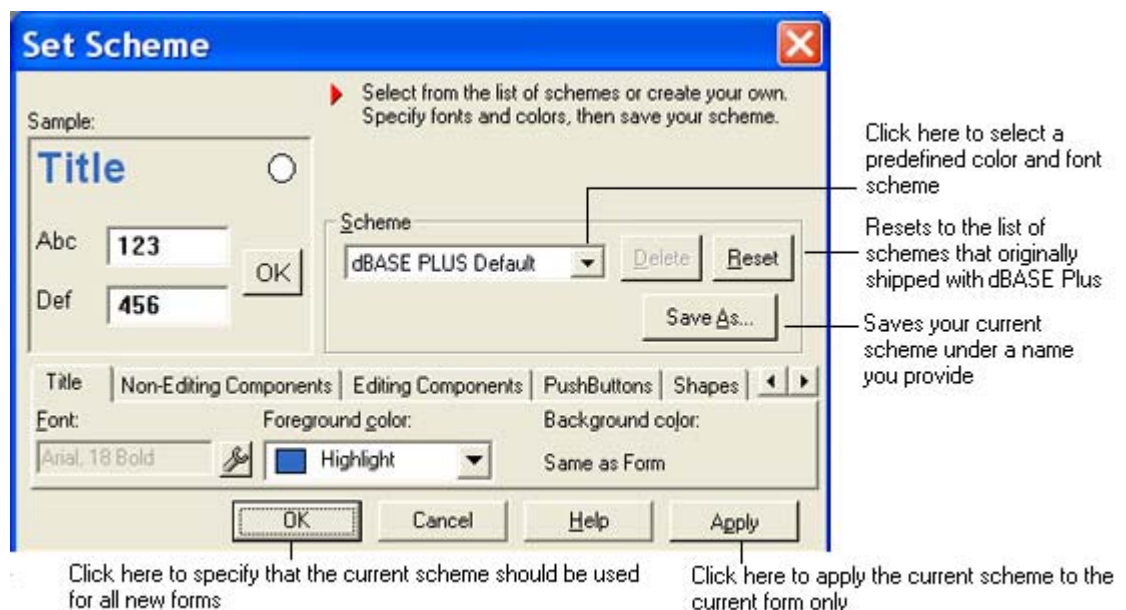 Set Scheme
Select from the list of schemes or create your own.
Specify fonts and colors, then save your scheme.
Sample:
Title
Abc 123
OK
Def 456
Scheme
dBASE PLUS Default Delete Reset
Save As...
Click here to select a
predefined color and font
scheme
Resets to the list of
schemes that originally
shipped with dBASE Plus
Saves your current
scheme under a name
you provide
Title Non-Editing Components Editing Components PushButtons Shapes
Font: Foreground color: Background color:
Arial, 18 Bold Highlight Same as Form
OK Cancel Help Apply
Click here to specify that the current scheme should be used
for all new forms
Click here to apply the current scheme to the
current form only